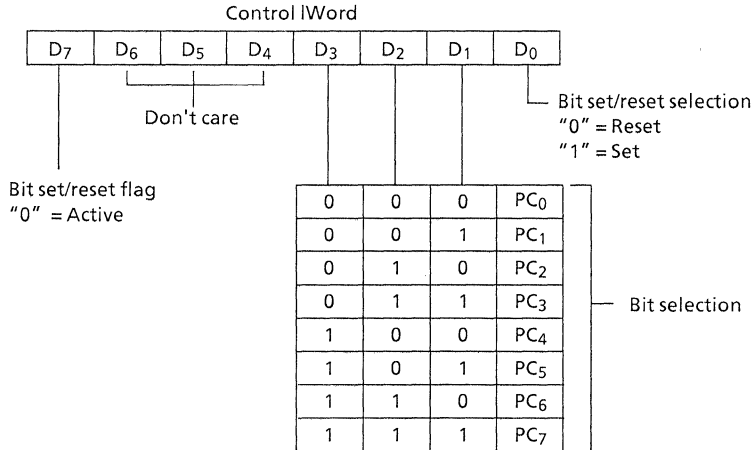 Control lWord
D7 D6 D5 D4 D3 D2 D1 D0
Don't care
Bit set/reset selection
"0" = Reset
"1" = Set
Bit set/reset flag
"0" = Active
0 0 0 PC0
0 0 1 PC1
0 1 0 PC2
0 1 1 PC3
1 0 0 PC4
1 0 1 PC5
1 1 0 PC6
1 1 1 PC7
Bit selection